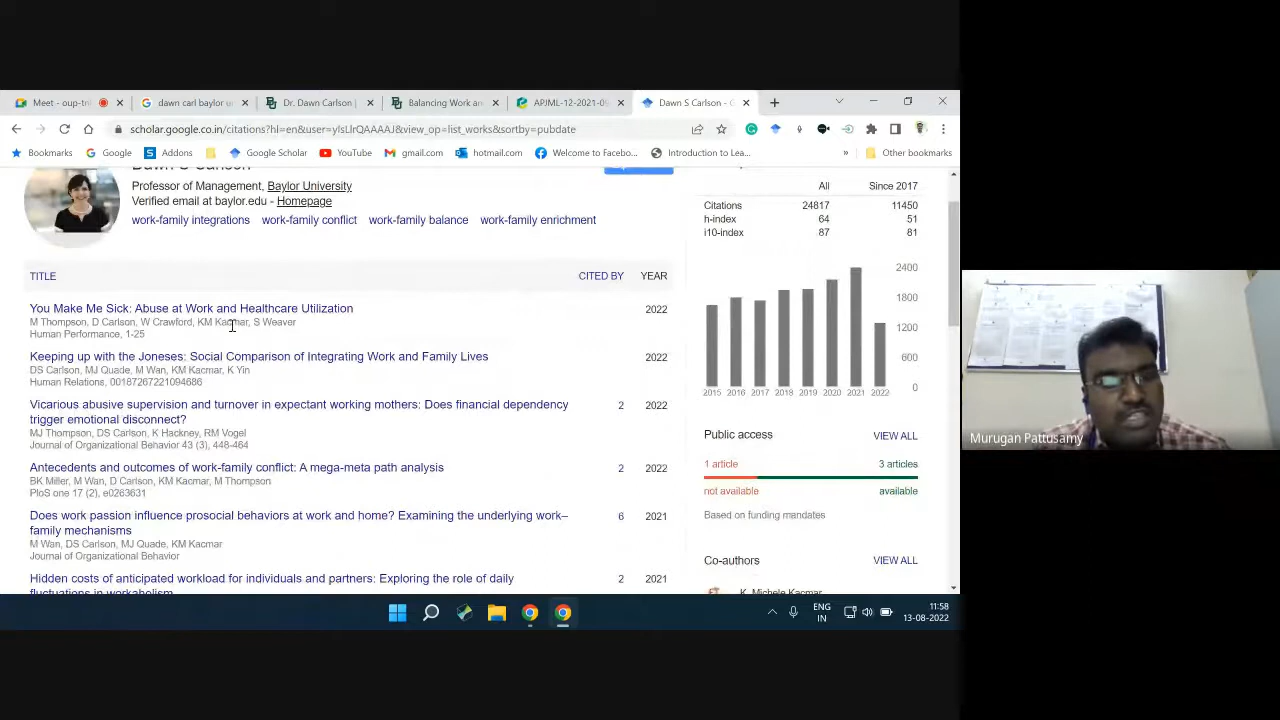 Meet - oup-tn
dawn carl baylor u
Dr. Dawn Carlson |
Balancing Work an
APJML-12-2021-09
Dawn S Carlson - G
scholar.google.co.in/citations?hl=en&user=yIsLlrQAAAAJ&view_op=list_works&sortby=pubdate
Bookmarks
Google
Addons
Google Scholar
YouTube
gmail.com
hotmail.com
Welcome to Facebo...
Introduction to Lea...
»
Other bookmarks
Dawn S Carlson
Professor of Management, Baylor University
Verified email at baylor.edu - Homepage
work-family integrations work-family conflict work-family balance work-family enrichment
TITLE CITED BY YEAR
You Make Me Sick: Abuse at Work and Healthcare Utilization 2022
M Thompson, D Carlson, W Crawford, KM Kacmar, S Weaver
Human Performance, 1-25
Keeping up with the Joneses: Social Comparison of Integrating Work and Family Lives 2022
DS Carlson, MJ Quade, M Wan, KM Kacmar, K Yin
Human Relations, 00187267221094686
Vicarious abusive supervision and turnover in expectant working mothers: Does financial dependency 2 2022
trigger emotional disconnect?
MJ Thompson, DS Carlson, K Hackney, RM Vogel
Journal of Organizational Behavior 43 (3), 448-464
Antecedents and outcomes of work-family conflict: A mega-meta path analysis 2 2022
BK Miller, M Wan, D Carlson, KM Kacmar, M Thompson
PloS one 17 (2), e0263631
Does work passion influence prosocial behaviors at work and home? Examining the underlying work– 6 2021
family mechanisms
M Wan, DS Carlson, MJ Quade, KM Kacmar
Journal of Organizational Behavior
Hidden costs of anticipated workload for individuals and partners: Exploring the role of daily 2 2021
fluctuations in workaholism
All Since 2017
Citations 24817 11450
h-index 64 51
i10-index 87 81
2400
1800
1200
600
0
2015 2016 2017 2018 2019 2020 2021 2022
Public access VIEW ALL
1 article 3 articles
not available available
Based on funding mandates
Co-authors VIEW ALL
K. Michele Kacmar
Murugan Pattusamy
ENG
IN
11:58
13-08-2022